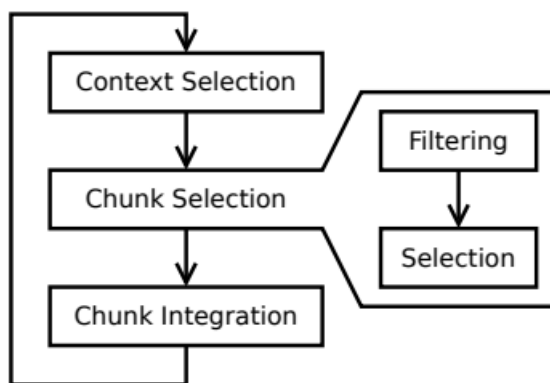 Context Selection
Chunk Selection
Chunk Integration
Filtering
Selection